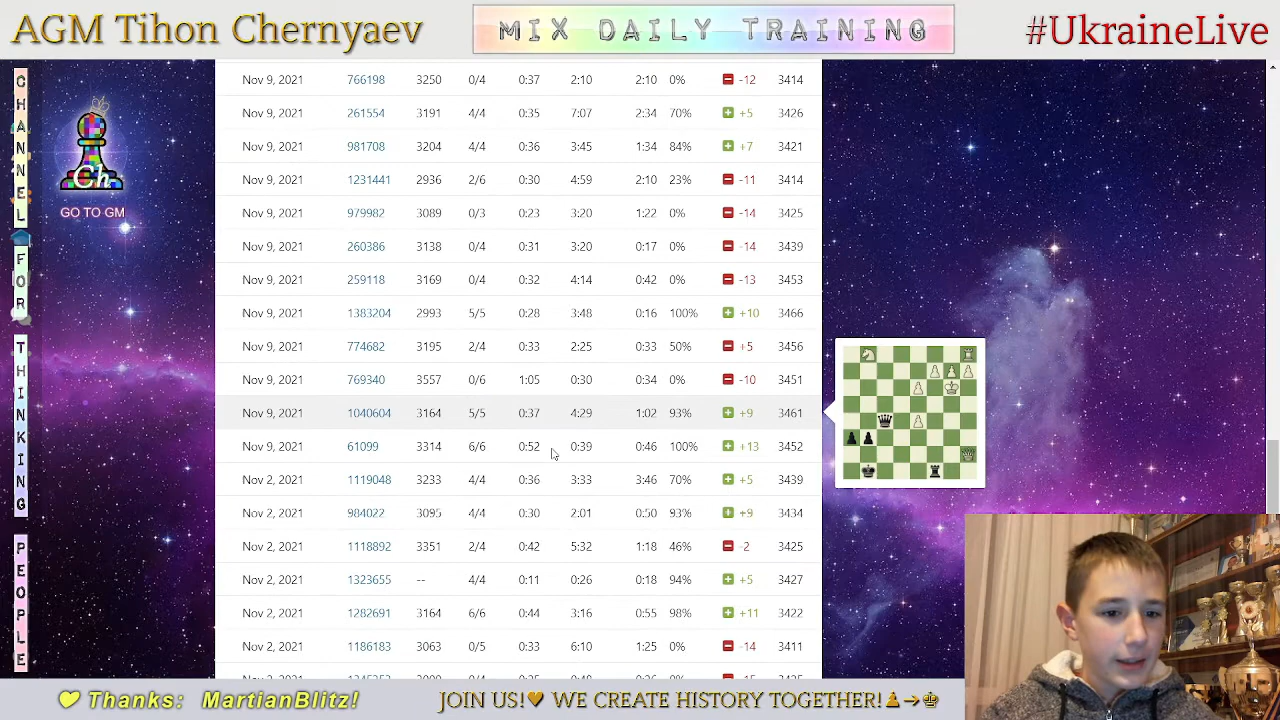 AGM Tihon Chernyaev
MIX DAILY TRAINING
#UkraineLive
CHANNEL FOR THINKING PEOPLE
Ch
GO TO GM
Nov 9, 2021 766198 3250 0/4 0:37 2:10 2:10 0% -12 3414
Nov 9, 2021 261554 3191 4/4 0:35 7:07 2:34 70% +5 3426
Nov 9, 2021 981708 3204 4/4 0:38 3:45 1:34 84% +7 3421
Nov 9, 2021 1231441 2937 2/6 0:30 4:59 2:10 23% -11 3414
Nov 9, 2021 979982 3089 0/3 0:23 3:20 1:22 0% -14 3425
Nov 9, 2021 260386 3138 0/4 0:31 3:20 0:17 0% -14 3439
Nov 9, 2021 259118 3169 0/4 0:31 4:14 0:42 0% -13 3453
Nov 9, 2021 1383204 2993 5/5 0:28 3:48 0:16 100% +10 3466
Nov 9, 2021 774682 3195 2/4 0:33 2:25 0:33 50% +5 3456
Nov 9, 2021 769340 3557 0/6 1:05 0:30 0:34 0% -10 3451
Nov 9, 2021 1040604 3164 5/5 0:37 4:29 1:02 93% +9 3461
Nov 9, 2021 61099 3314 6/6 0:52 0:39 0:46 100% +13 3452
Nov 9, 2021 1119048 3333 4/4 0:36 70% +5 3439
Nov 9, 2021 984022 3095 4/4 0:30 2:01 0:50 93% +9 3434
Nov 2, 2021 1118892 3351 2/4 0:42 5:32 1:18 46% -2 3425
Nov 2, 2021 1323655 -- 4/4 0:11 0:26 0:18 94% +5 3427
Nov 2, 2021 1282691 3164 6/6 0:44 3:16 0:55 98% +11 3422
Nov 2, 2021 1186183 3063 0/5 0:33 0% -14 3411
Thanks: MartianBlitz!
JOIN US! WE CREATE HISTORY TOGETHER!